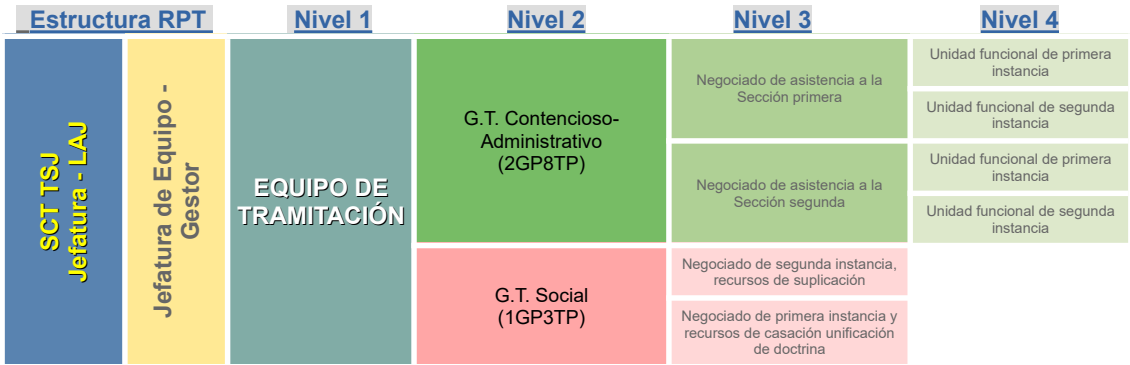 Estructura RPT
Nivel 1
Nivel 2
Nivel 3
Nivel 4
SCT TSJ
Jefatura - LAJ
Jefatura de Equipo -
Gestor
EQUIPO DE
TRAMITACIÓN
G.T. Contencioso-
Administrativo
(2GP8TP)
Negociado de asistencia a la
Sección primera
Unidad funcional de primera
instancia
Unidad funcional de segunda
instancia
Negociado de asistencia a la
Sección segunda
Unidad funcional de primera
instancia
Unidad funcional de segunda
instancia
G.T. Social
(1GP3TP)
Negociado de segunda instancia,
recursos de suplicación
Negociado de primera instancia y
recursos de casación unificación
de doctrina